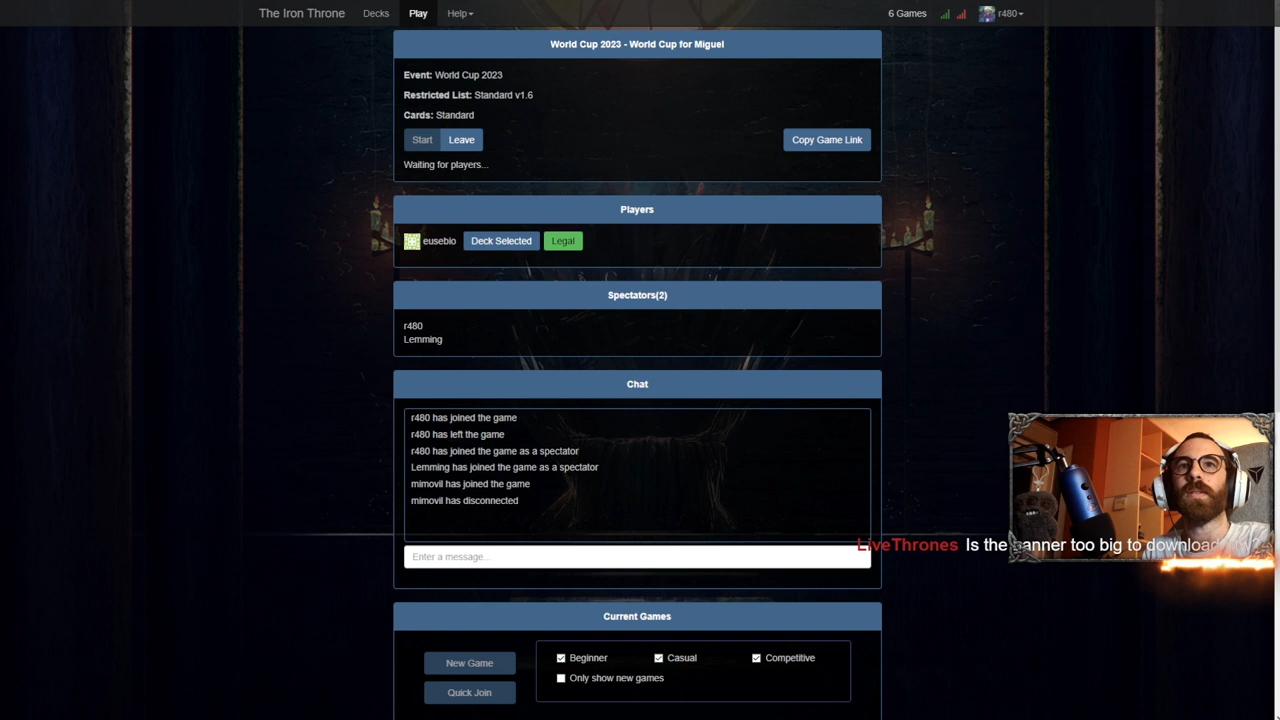 The Iron Throne Decks Play Help 6 Games r480
World Cup 2023 - World Cup for Miguel
Event: World Cup 2023
Restricted List: Standard v1.6
Cards: Standard
Start Leave Copy Game Link
Waiting for players...
Players
eusebio Deck Selected Legal
Spectators(2)
r480
Lemming
Chat
r480 has joined the game
r480 has left the game
r480 has joined the game as a spectator
Lemming has joined the game as a spectator
mimovil has joined the game
mimovil has disconnected
Enter a message...
LiveThrones Is the banner too big to download
Current Games
New Game
Quick Join
Beginner Casual Competitive
Only show new games